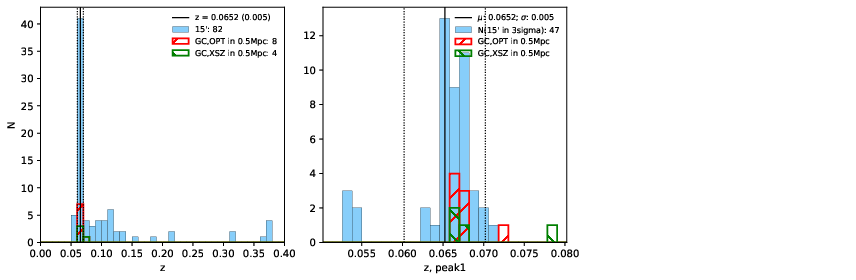 z = 0.0652 (0.005)
15': 82
GC,OPT in 0.5Mpc: 8
GC,XSZ in 0.5Mpc: 4
40
35
30
25
20
15
10
5
0
N
0.00 0.05 0.10 0.15 0.20 0.25 0.30 0.35 0.40
z
μ: 0.0652; σ: 0.005
N(15' in 3sigma): 47
GC,OPT in 0.5Mpc
GC,XSZ in 0.5Mpc
12
10
8
6
4
2
0
0.055 0.060 0.065 0.070 0.075 0.080
z, peak1